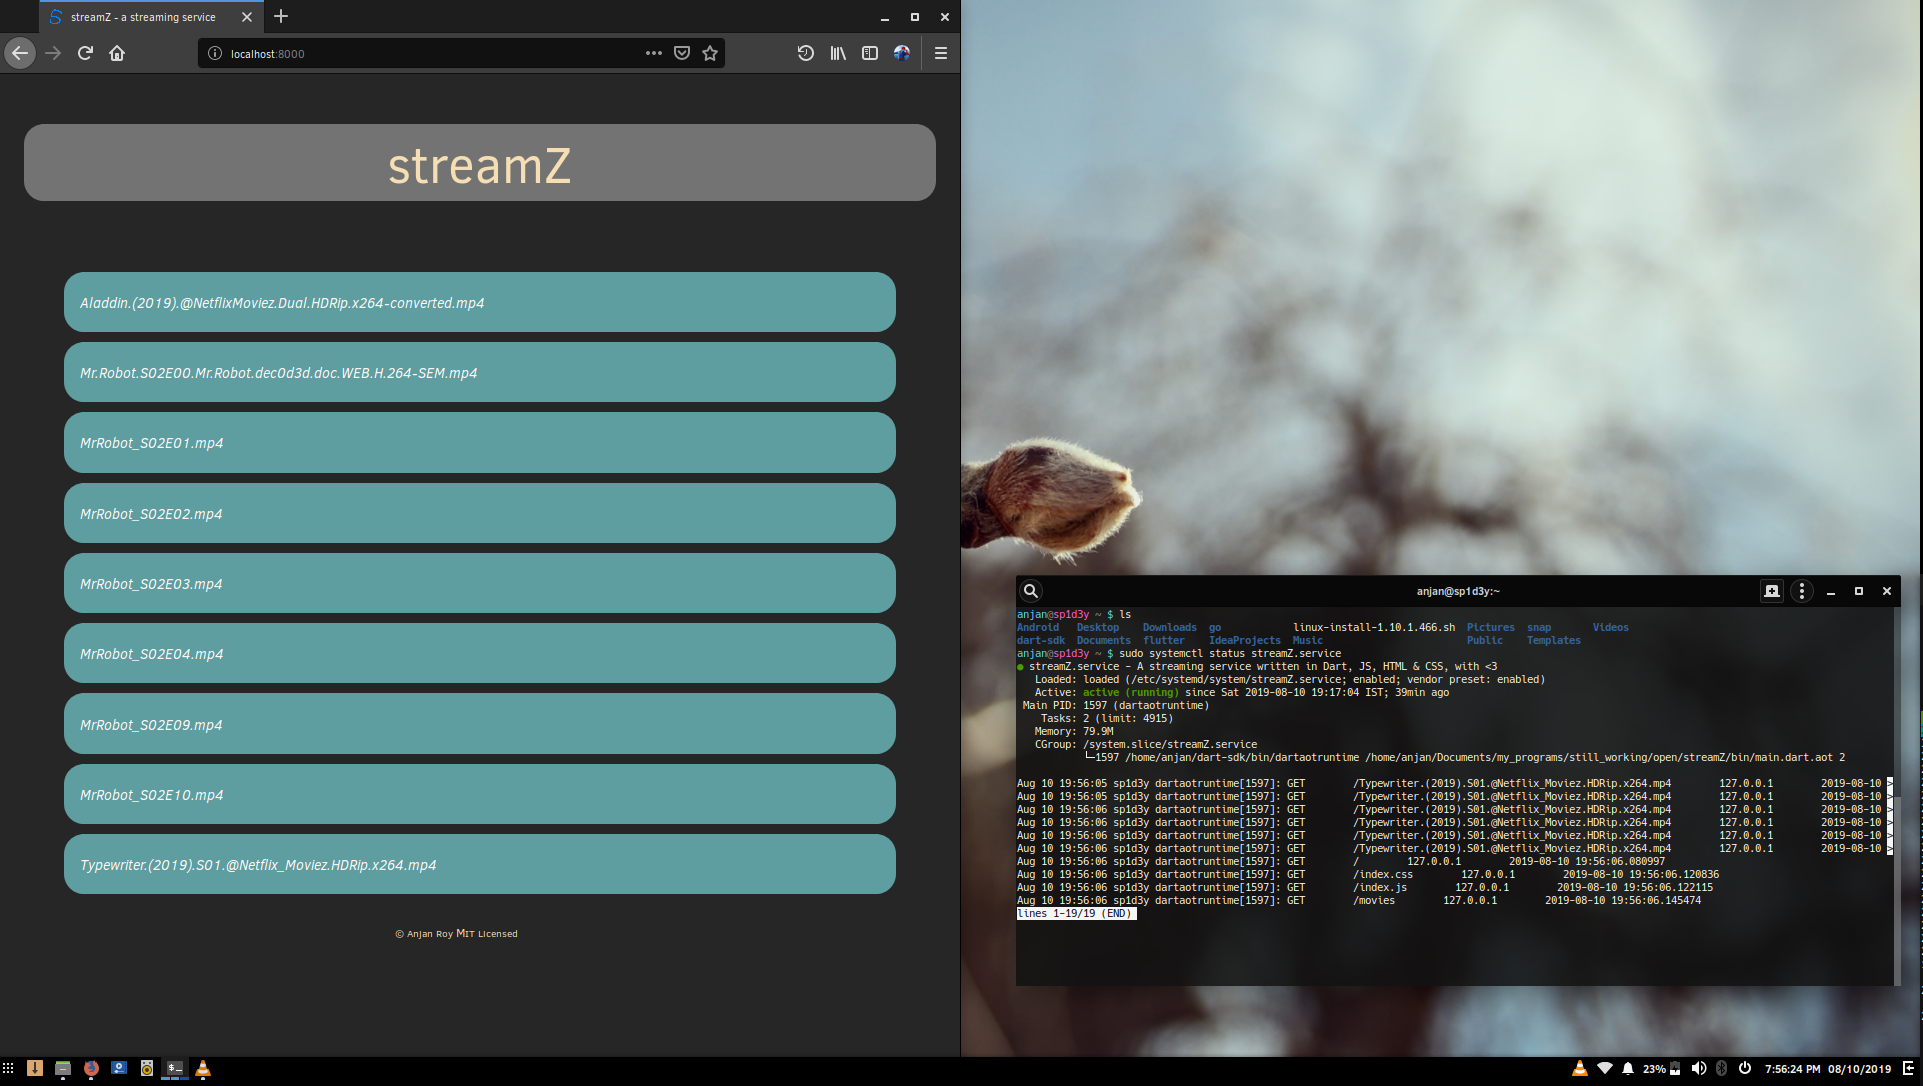 streamZ - a streaming service
localhost:8000
streamZ
Aladdin.(2019).@NetflixMoviez.Dual.HDRip.x264-converted.mp4
Mr.Robot.S02E00.Mr.Robot.dec0d3d.doc.WEB.H.264-SEM.mp4
MrRobot_S02E01.mp4
MrRobot_S02E02.mp4
MrRobot_S02E03.mp4
MrRobot_S02E04.mp4
MrRobot_S02E09.mp4
MrRobot_S02E10.mp4
Typewriter.(2019).S01.@Netflix_Moviez.HDRip.x264.mp4
© Anjan Roy MIT Licensed
anjan@sp1d3y:~
anjan@sp1d3y ~ $ ls
Android Desktop Downloads go linux-install-1.10.1.466.sh Pictures snap Videos
dart-sdk Documents flutter IdeaProjects Music Public Templates
anjan@sp1d3y ~ $ sudo systemctl status streamZ.service
● streamZ.service - A streaming service written in Dart, JS, HTML & CSS, with <3
Loaded: loaded (/etc/systemd/system/streamZ.service; enabled; vendor preset: enabled)
Active: active (running) since Sat 2019-08-10 19:17:04 IST; 39min ago
Main PID: 1597 (dartaotruntime)
Tasks: 2 (limit: 4915)
Memory: 79.9M
CGroup: /system.slice/streamZ.service
└─1597 /home/anjan/dart-sdk/bin/dartaotruntime /home/anjan/Documents/my_programs/still_working/open/streamZ/bin/main.dart.aot 2
Aug 10 19:56:05 sp1d3y dartaotruntime[1597]: GET /Typewriter.(2019).S01.@Netflix_Moviez.HDRip.x264.mp4 127.0.0.1 2019-08-10 >
Aug 10 19:56:05 sp1d3y dartaotruntime[1597]: GET /Typewriter.(2019).S01.@Netflix_Moviez.HDRip.x264.mp4 127.0.0.1 2019-08-10 >
Aug 10 19:56:06 sp1d3y dartaotruntime[1597]: GET /Typewriter.(2019).S01.@Netflix_Moviez.HDRip.x264.mp4 127.0.0.1 2019-08-10 >
Aug 10 19:56:06 sp1d3y dartaotruntime[1597]: GET /Typewriter.(2019).S01.@Netflix_Moviez.HDRip.x264.mp4 127.0.0.1 2019-08-10 >
Aug 10 19:56:06 sp1d3y dartaotruntime[1597]: GET /Typewriter.(2019).S01.@Netflix_Moviez.HDRip.x264.mp4 127.0.0.1 2019-08-10 >
Aug 10 19:56:06 sp1d3y dartaotruntime[1597]: GET /Typewriter.(2019).S01.@Netflix_Moviez.HDRip.x264.mp4 127.0.0.1 2019-08-10 >
Aug 10 19:56:06 sp1d3y dartaotruntime[1597]: GET / 127.0.0.1 2019-08-10 19:56:06.080997
Aug 10 19:56:06 sp1d3y dartaotruntime[1597]: GET /index.css 127.0.0.1 2019-08-10 19:56:06.120836
Aug 10 19:56:06 sp1d3y dartaotruntime[1597]: GET /index.js 127.0.0.1 2019-08-10 19:56:06.122115
Aug 10 19:56:06 sp1d3y dartaotruntime[1597]: GET /movies 127.0.0.1 2019-08-10 19:56:06.145474
lines 1-19/19 (END)
23% 7:56:24 PM 08/10/2019